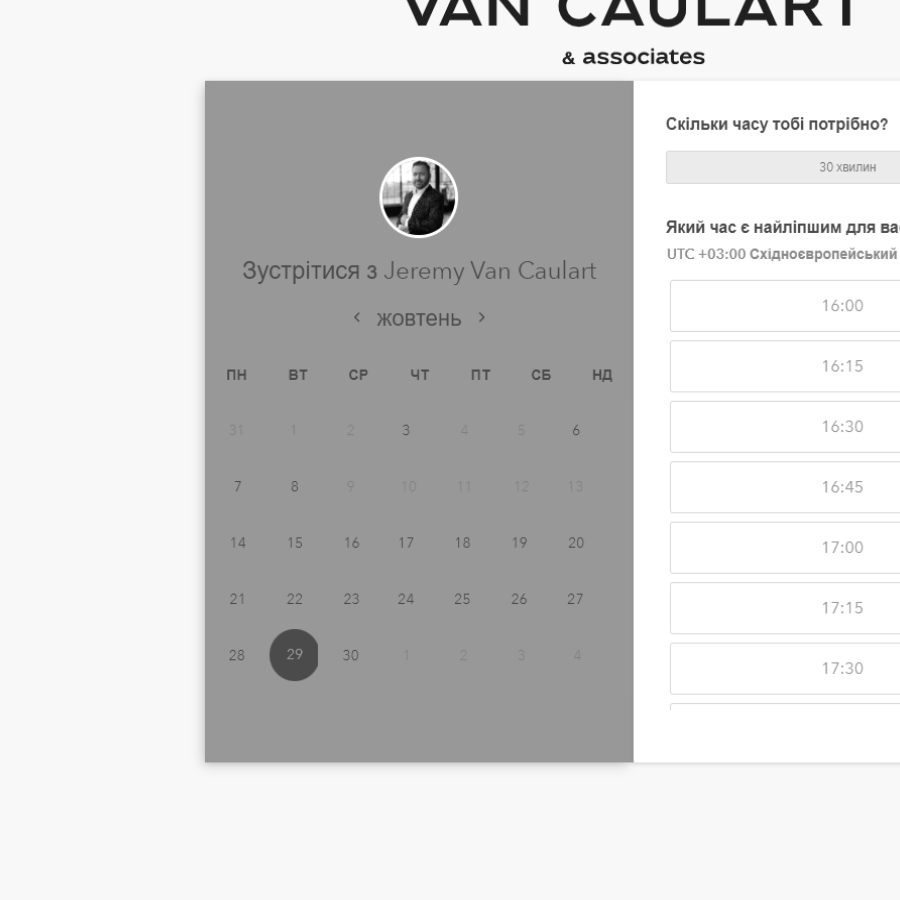 VAN CAULART
& associates
Зустрітися з Jeremy Van Caulart
жовтень
ПН ВТ СР ЧТ ПТ СБ НД
31 1 2 3 4 5 6
7 8 9 10 11 12 13
14 15 16 17 18 19 20
21 22 23 24 25 26 27
28 29 30 1 2 3 4
Скільки часу тобі потрібно?
30 хвилин
Який час є найліпшим для
UTC +03:00 Східноєвропейський
16:00
16:15
16:30
16:45
17:00
17:15
17:30